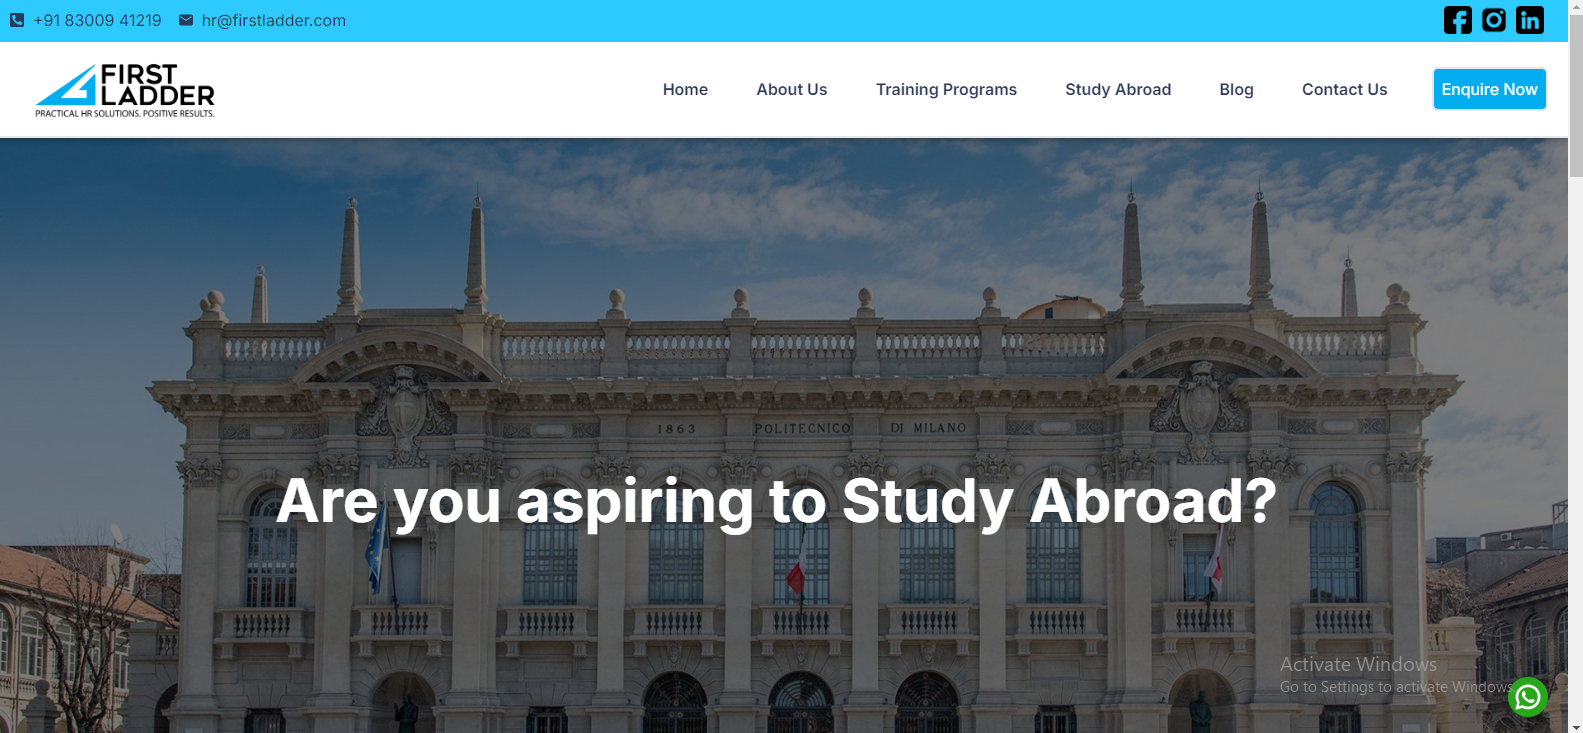 +91 83009 41219 hr@firstladder.com
FIRST
LADDER
PRACTICAL HR SOLUTIONS. POSITIVE RESULTS.
Home About Us Training Programs Study Abroad Blog Contact Us Enquire Now
1863 POLITECNICO DI MILANO
Are you aspiring to Study Abroad?
Activate Windows
Go to Settings to activate Windows.